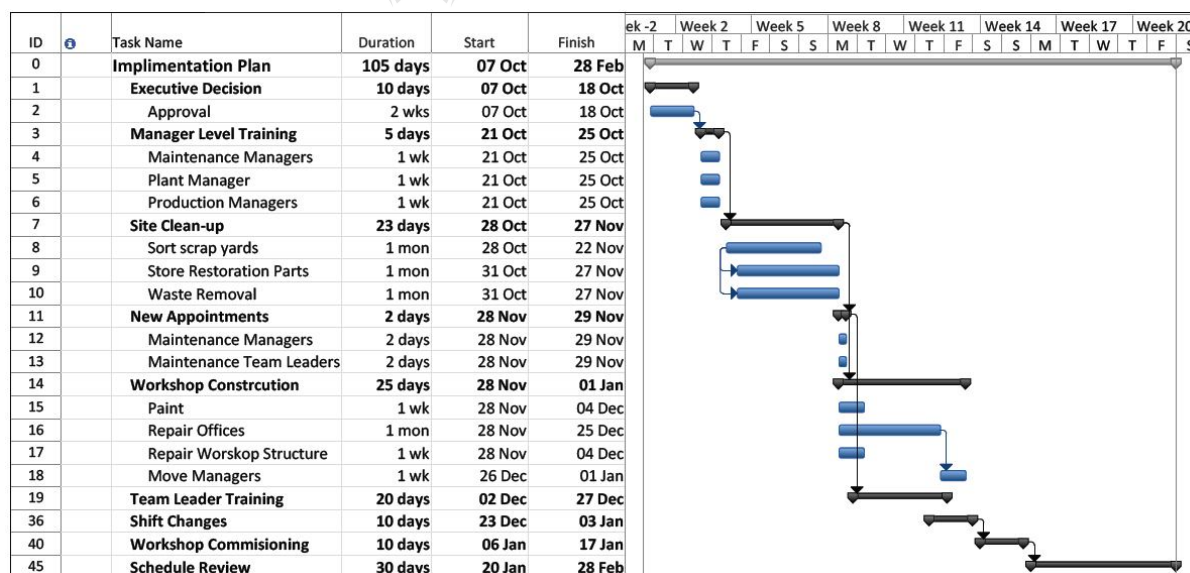 ek -2 Week 2 Week 5 Week 8 Week 11 Week 14 Week 17 Week 20
ID Task Name Duration Start Finish M T W T F S S M T W T F S S M T W T F S
0 Implimentation Plan 105 days 07 Oct 28 Feb
1 Executive Decision 10 days 07 Oct 18 Oct
2 Approval 2 wks 07 Oct 18 Oct
3 Manager Level Training 5 days 21 Oct 25 Oct
4 Maintenance Managers 1 wk 21 Oct 25 Oct
5 Plant Manager 1 wk 21 Oct 25 Oct
6 Production Managers 1 wk 21 Oct 25 Oct
7 Site Clean-up 23 days 28 Oct 27 Nov
8 Sort scrap yards 1 mon 28 Oct 22 Nov
9 Store Restoration Parts 1 mon 31 Oct 27 Nov
10 Waste Removal 1 mon 31 Oct 27 Nov
11 New Appointments 2 days 28 Nov 29 Nov
12 Maintenance Managers 2 days 28 Nov 29 Nov
13 Maintenance Team Leaders 2 days 28 Nov 29 Nov
14 Workshop Constrcution 25 days 28 Nov 01 Jan
15 Paint 1 wk 28 Nov 04 Dec
16 Repair Offices 1 mon 28 Nov 25 Dec
17 Repair Worskop Structure 1 wk 28 Nov 04 Dec
18 Move Managers 1 wk 26 Dec 01 Jan
19 Team Leader Training 20 days 02 Dec 27 Dec
36 Shift Changes 10 days 23 Dec 03 Jan
40 Workshop Commisioning 10 days 06 Jan 17 Jan
45 Schedule Review 30 days 20 Jan 28 Feb